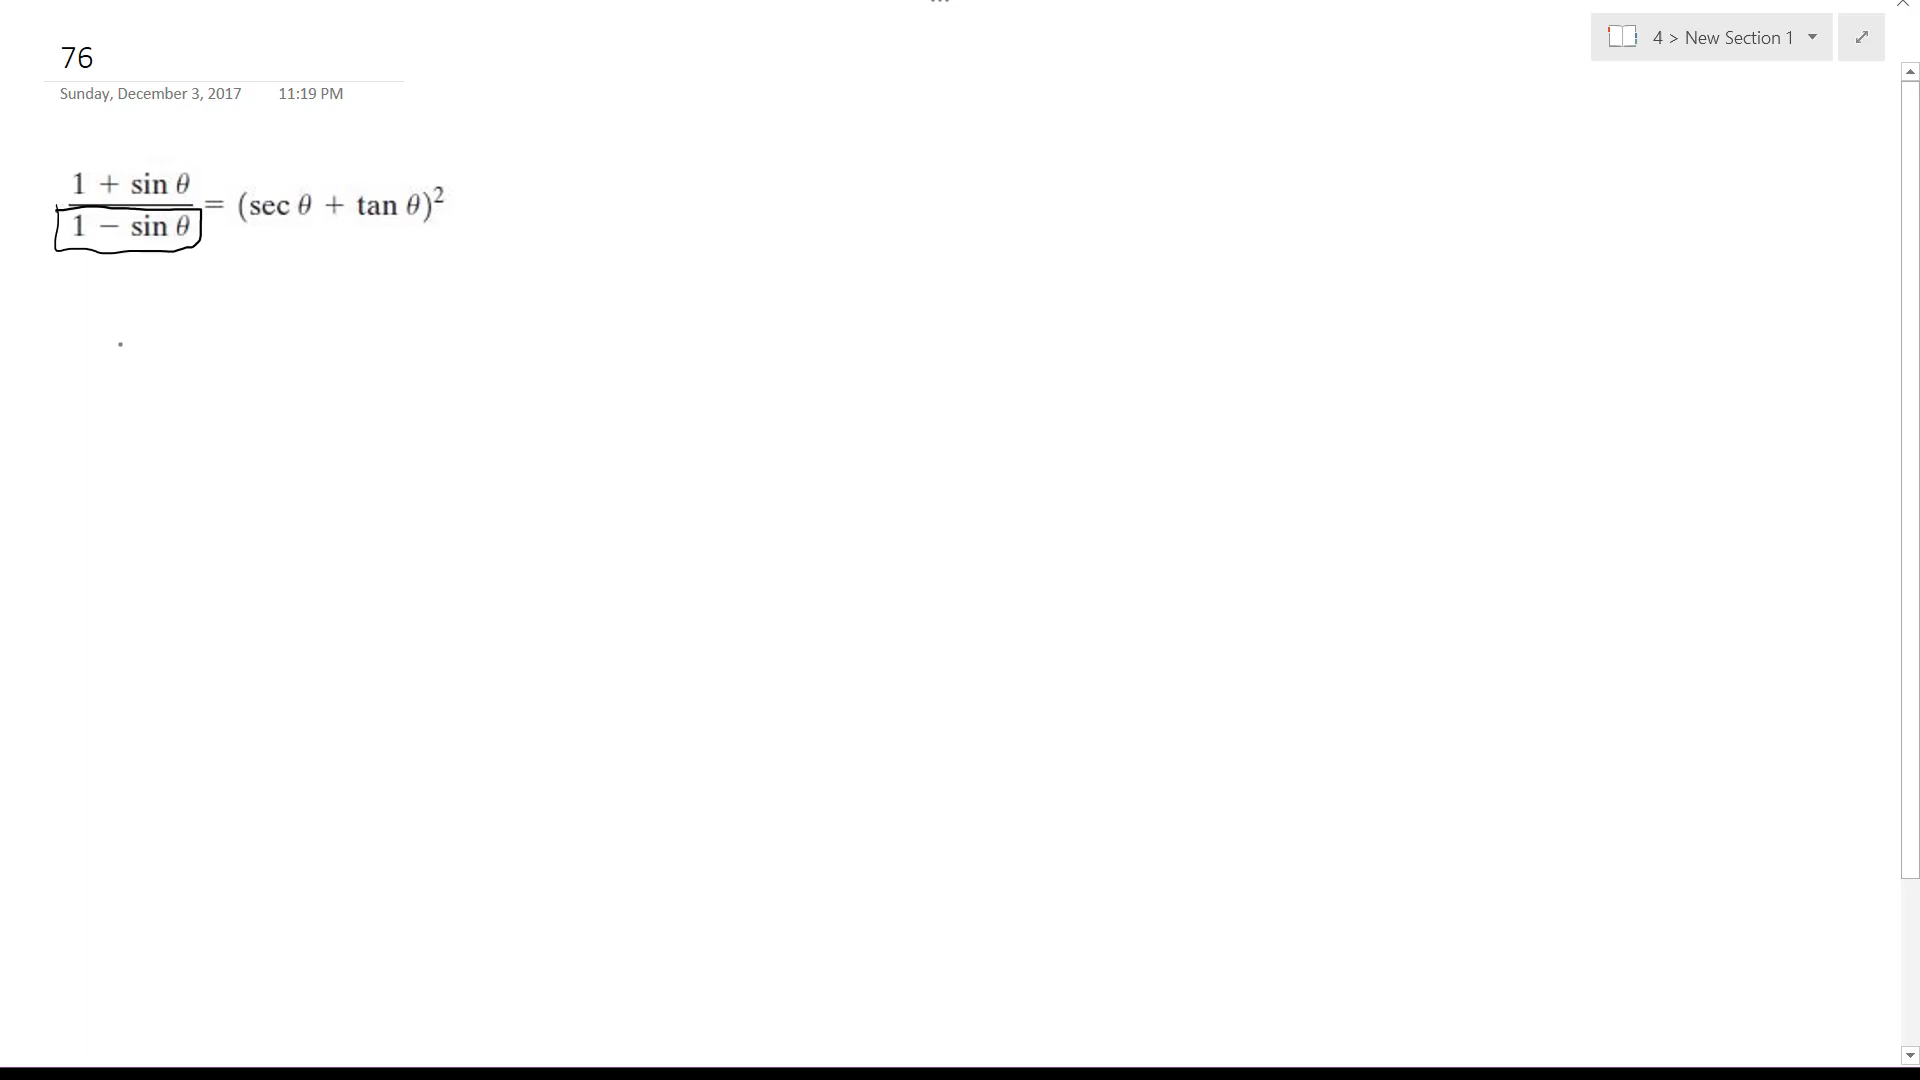 4 > New Section 1
76
Sunday, December 3, 2017 11:19 PM
1 + sin θ
1 − sin θ
= (sec θ + tan θ)²